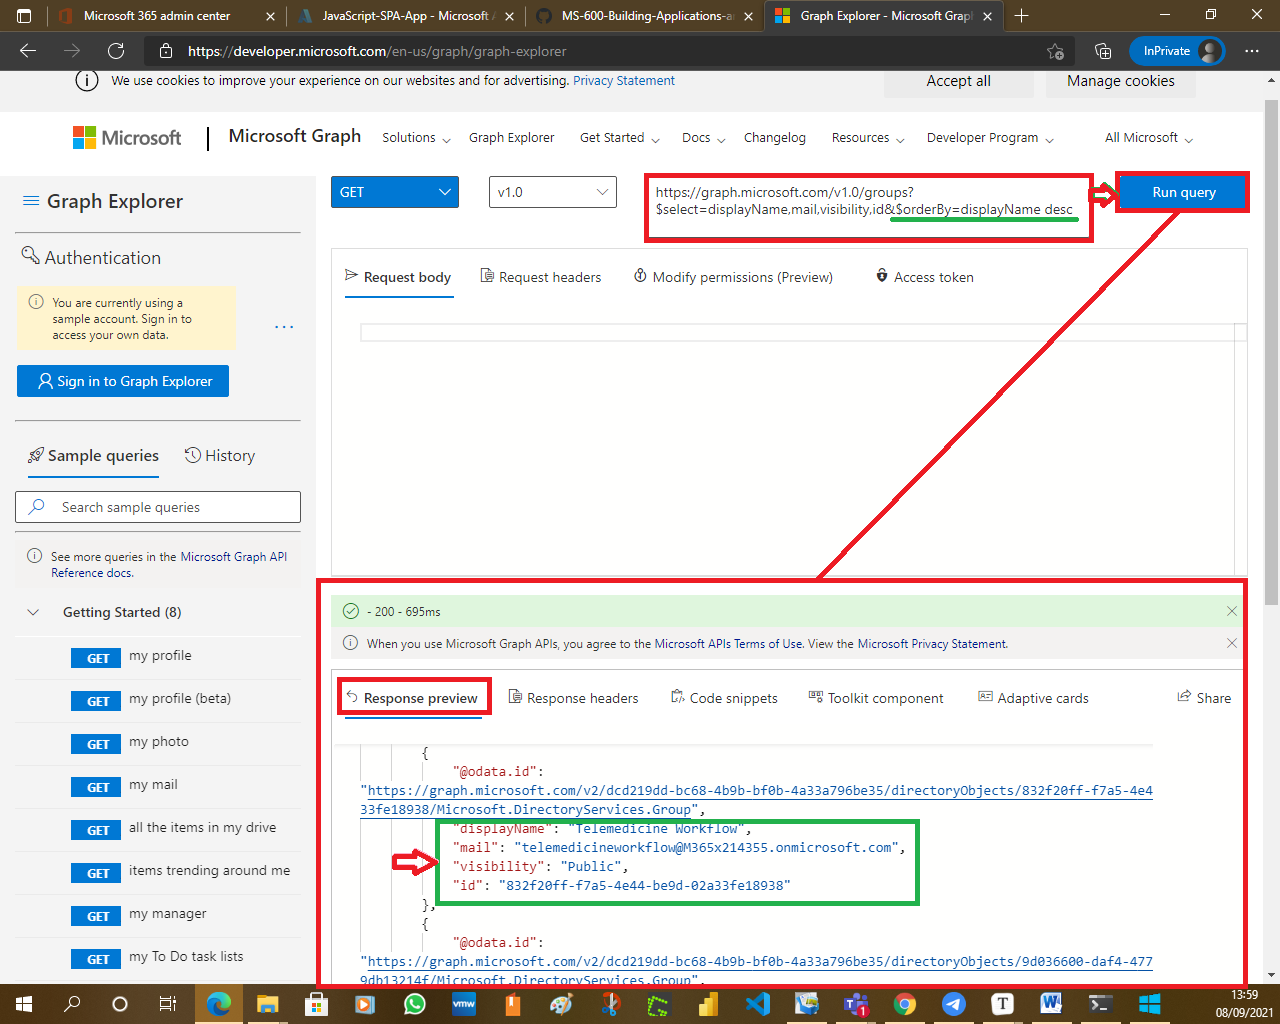 Microsoft 365 admin center
JavaScript-SPA-App - Microsoft A
MS-600-Building-Applications-an
Graph Explorer - Microsoft Graph
https://developer.microsoft.com/en-us/graph/graph-explorer
InPrivate
We use cookies to improve your experience on our websites and for advertising. Privacy Statement
Accept all
Manage cookies
Microsoft
Microsoft Graph
Solutions
Graph Explorer
Get Started
Docs
Changelog
Resources
Developer Program
All Microsoft
Graph Explorer
GET
v1.0
https://graph.microsoft.com/v1.0/groups?
$select=displayName,mail,visibility,id&$orderBy=displayName desc
Run query
Authentication
You are currently using a
sample account. Sign in to
access your own data.
...
Sign in to Graph Explorer
Request body
Request headers
Modify permissions (Preview)
Access token
Sample queries
History
Search sample queries
See more queries in the Microsoft Graph API
Reference docs.
Getting Started (8)
GET my profile
GET my profile (beta)
GET my photo
GET my mail
GET all the items in my drive
GET items trending around me
GET my manager
GET my To Do task lists
- 200 - 695ms
When you use Microsoft Graph APIs, you agree to the Microsoft APIs Terms of Use. View the Microsoft Privacy Statement.
Response preview
Response headers
Code snippets
Toolkit component
Adaptive cards
Share
{
"@odata.id":
"https://graph.microsoft.com/v2/dcd219dd-bc68-4b9b-bf0b-4a33a796be35/directoryObjects/832f20ff-f7a5-4e4
33fe18938/Microsoft.DirectoryServices.Group",
"displayName": "Telemedicine Workflow",
"mail": "telemedicineworkflow@M365x214355.onmicrosoft.com",
"visibility": "Public",
"id": "832f20ff-f7a5-4e44-be9d-02a33fe18938"
},
{
"@odata.id":
"https://graph.microsoft.com/v2/dcd219dd-bc68-4b9b-bf0b-4a33a796be35/directoryObjects/9d036600-daf4-477
9db13214f/Microsoft.DirectoryServices.Group",
vmw
1
T
W
13:59
08/09/2021